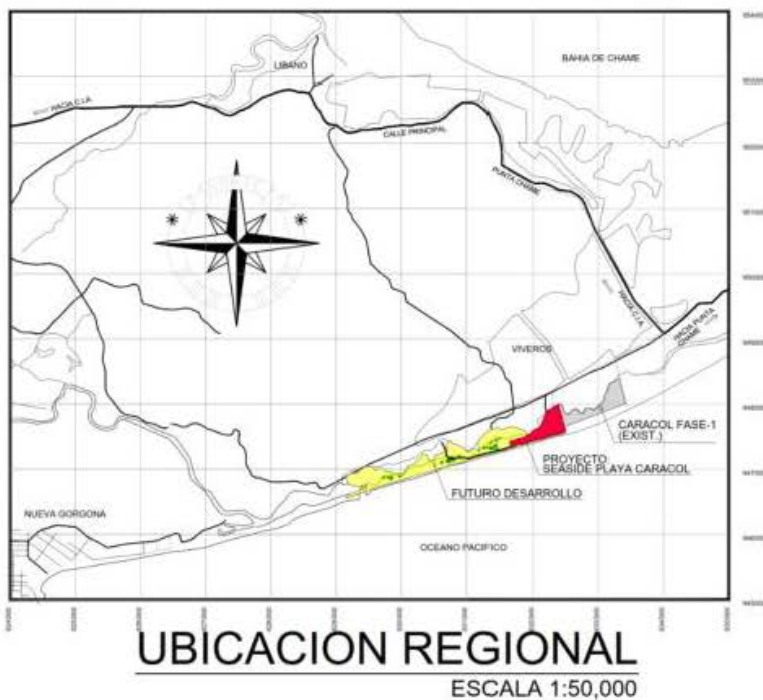 BAHIA DE CHAME
LIBANO
HACIA C.I.A
CALLE PRINCIPAL
PUNTA CHAME
HACIA C.I.A.
HACIA PUNTA
CHAME
VIVEROS
CARACOL FASE-1
(EXIST.)
PROYECTO
SEASIDE PLAYA CARACOL
FUTURO DESARROLLO
NUEVA GORGONA
OCEANO PACIFICO
UBICACION REGIONAL
ESCALA 1:50,000